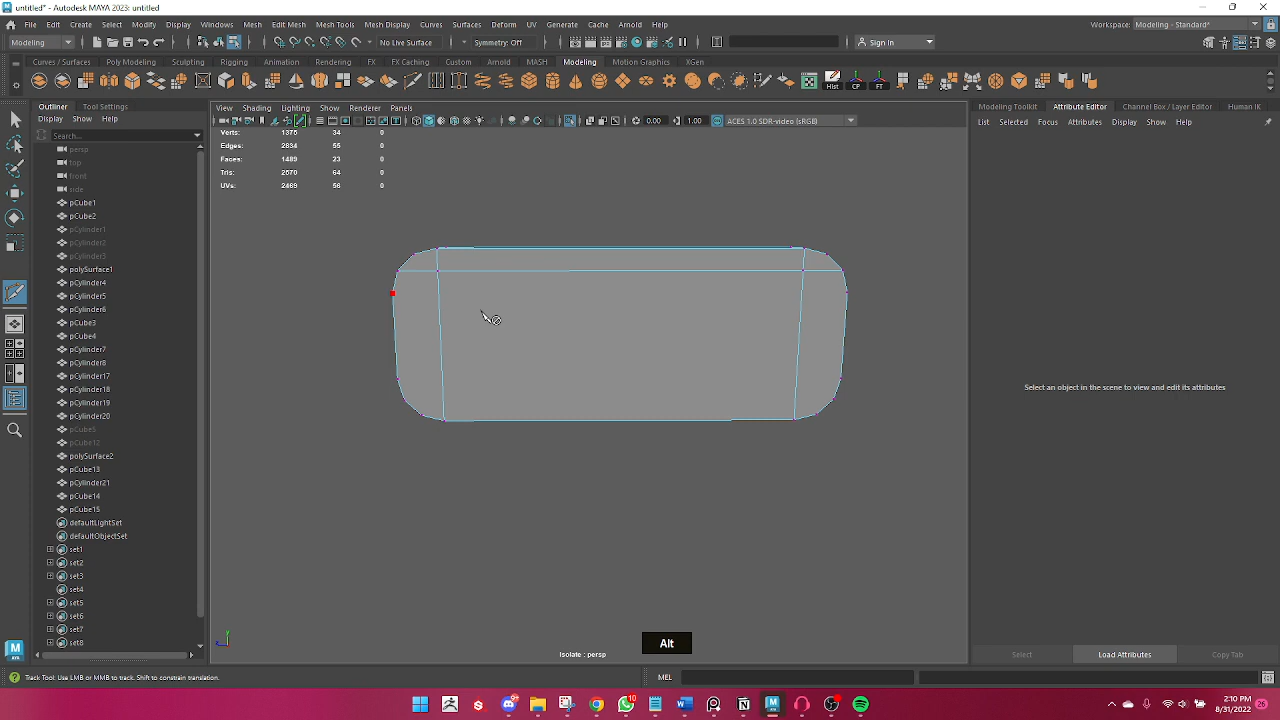 untitled* - Autodesk MAYA 2023: untitled
File Edit Create Select Modify Display Windows Mesh Edit Mesh Mesh Tools Mesh Display Curves Surfaces Deform UV Generate Cache Arnold Help
Workspace: Modeling - Standard*
Modeling No Live Surface Symmetry: Off Sign In
Curves / Surfaces Poly Modeling Sculpting Rigging Animation Rendering FX FX Caching Custom Arnold MASH Modeling Motion Graphics XGen
Hist CP FT
Outliner Tool Settings
Display Show Help
Search...
persp
top
front
side
pCube1
pCube2
pCylinder1
pCylinder2
pCylinder3
polySurface1
pCylinder4
pCylinder5
pCylinder6
pCube3
pCube4
pCylinder7
pCylinder8
pCylinder17
pCylinder18
pCylinder19
pCylinder20
pCube5
pCube12
polySurface2
pCube13
pCylinder21
pCube14
pCube15
defaultLightSet
defaultObjectSet
set1
set2
set3
set4
set5
set6
set7
set8
View Shading Lighting Show Renderer Panels
0.00 1.00 ACES 1.0 SDR-video (sRGB)
Verts: 1376 34 0
Edges: 2834 55 0
Faces: 1489 23 0
Tris: 2570 64 0
UVs: 2469 56 0
Alt
Isolate : persp
Modeling Toolkit Attribute Editor Channel Box / Layer Editor Human IK
List Selected Focus Attributes Display Show Help
Select an object in the scene to view and edit its attributes
Select Load Attributes Copy Tab
Track Tool: Use LMB or MMB to track. Shift to constrain translation.
MEL
10
2:10 PM
8/31/2022